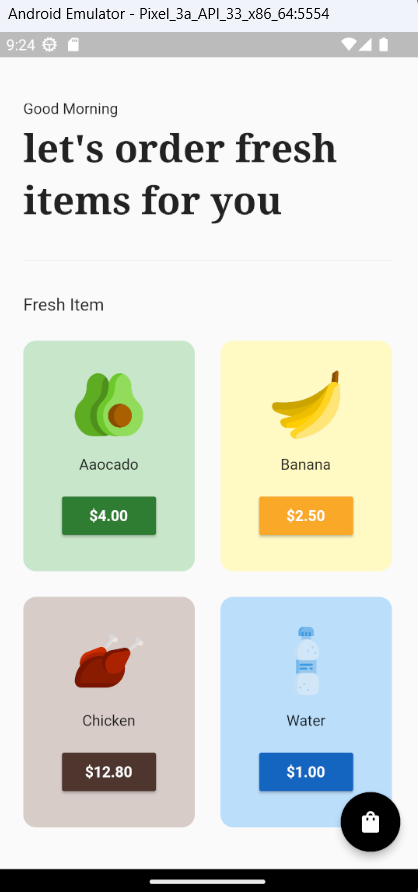 Android Emulator - Pixel_3a_API_33_x86_64:5554
9:24
Good Morning
let's order fresh
items for you
Fresh Item
Aaocado
Banana
$4.00
$2.50
Chicken
Water
$12.80
$1.00